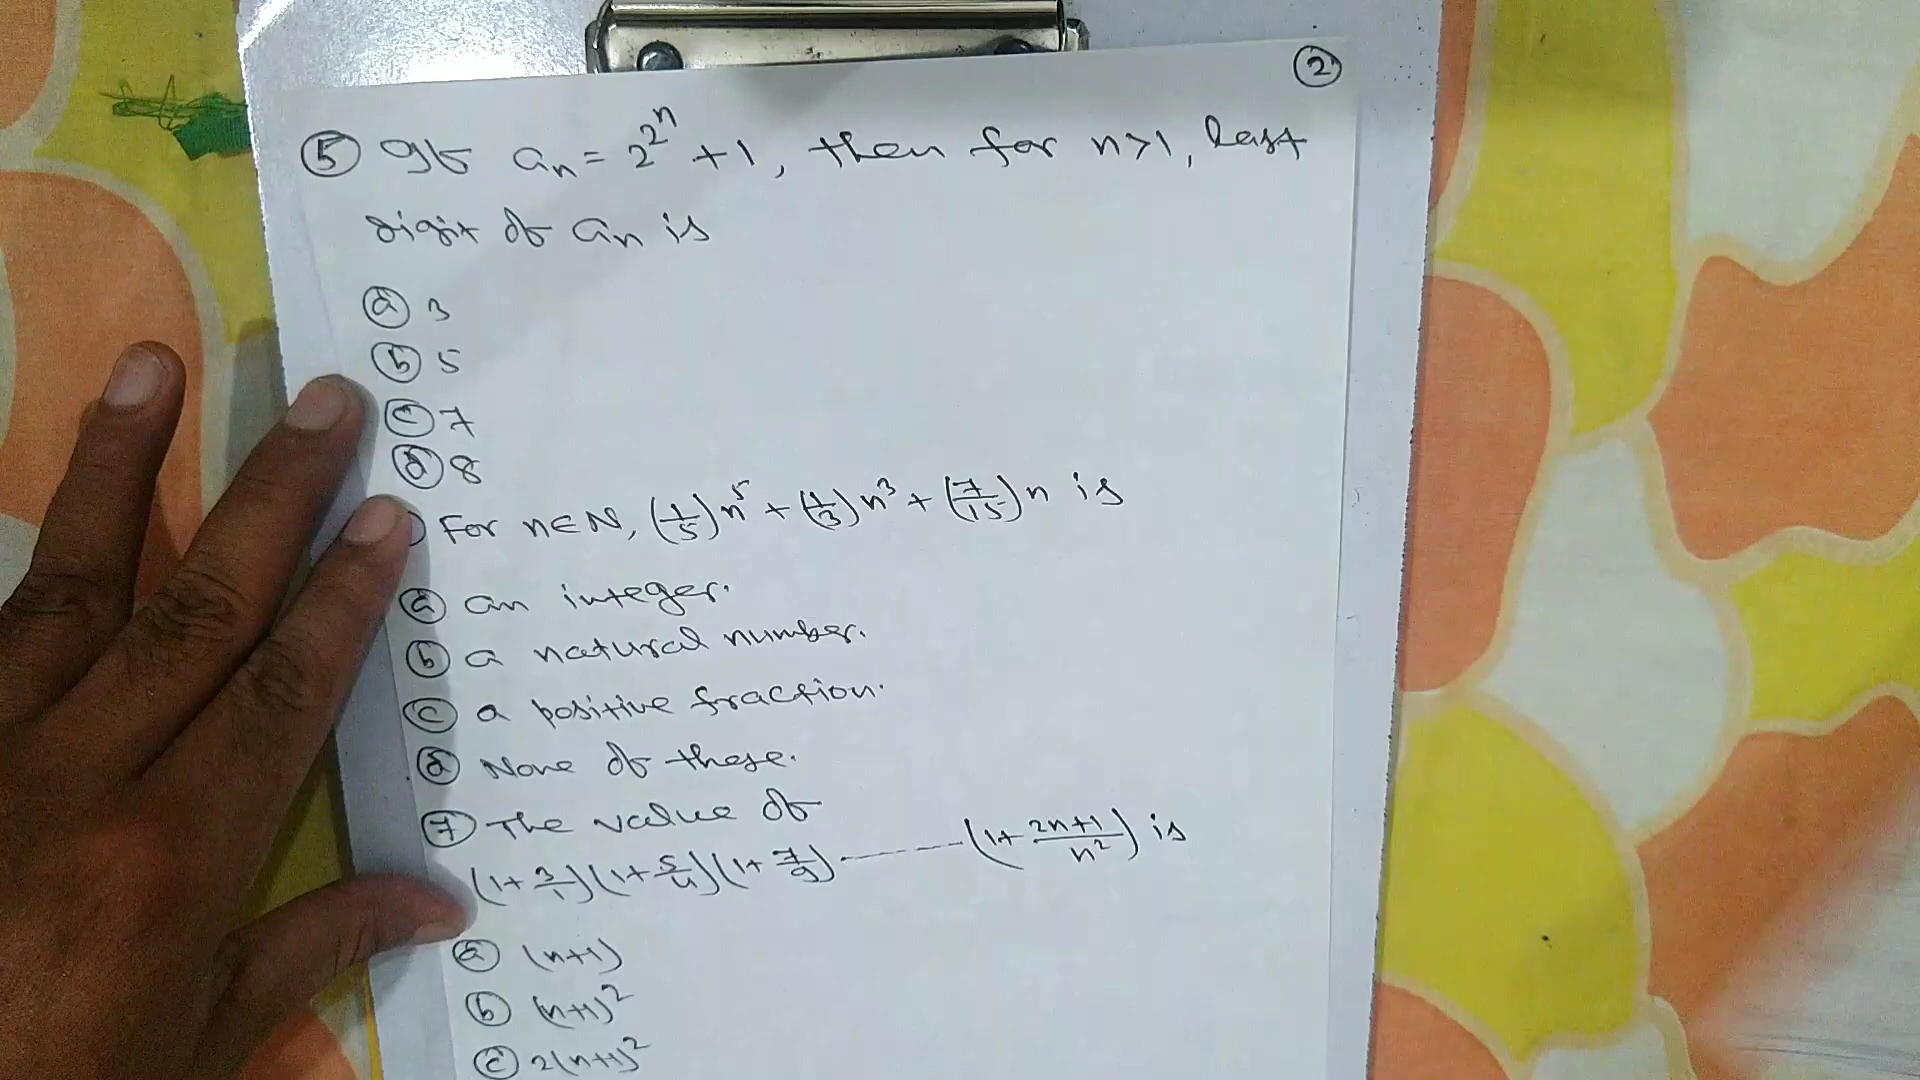 ②
⑤ If aₙ = 2^2^n + 1, then for n>1, last
digit of aₙ is
ⓐ 3
ⓑ 5
ⓒ 7
ⓓ 8
For n∈N, (1/5)n⁵ + (1/3)n³ + (7/15)n is
ⓐ an integer.
ⓑ a natural number.
ⓒ a positive fraction.
ⓓ None of these.
⑦ The value of
(1+3/1)(1+5/4)(1+7/9)-------(1+(2n+1)/n²) is
ⓐ (n+1)
ⓑ (n+1)²
ⓒ 2(n+1)²